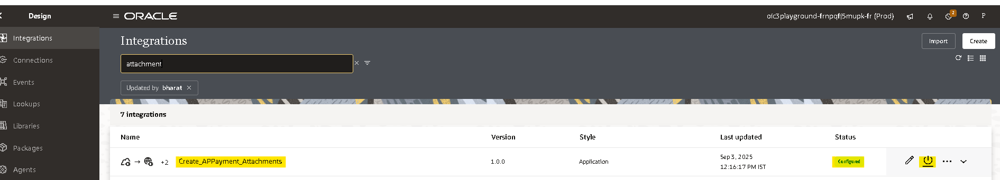 Design
ORACLE
oic3playground-frnpqfj5mupk-fr (Prod)
2
P
Integrations
Connections
Events
Lookups
Libraries
Packages
Agents
Integrations
Import
Create
attachment
Updated by bharat
7 integrations
Name Version Style Last updated Status
+2 Create_APPayment_Attachments 1.0.0 Application Sep 3, 2025 Configured
12:16:17 PM IST